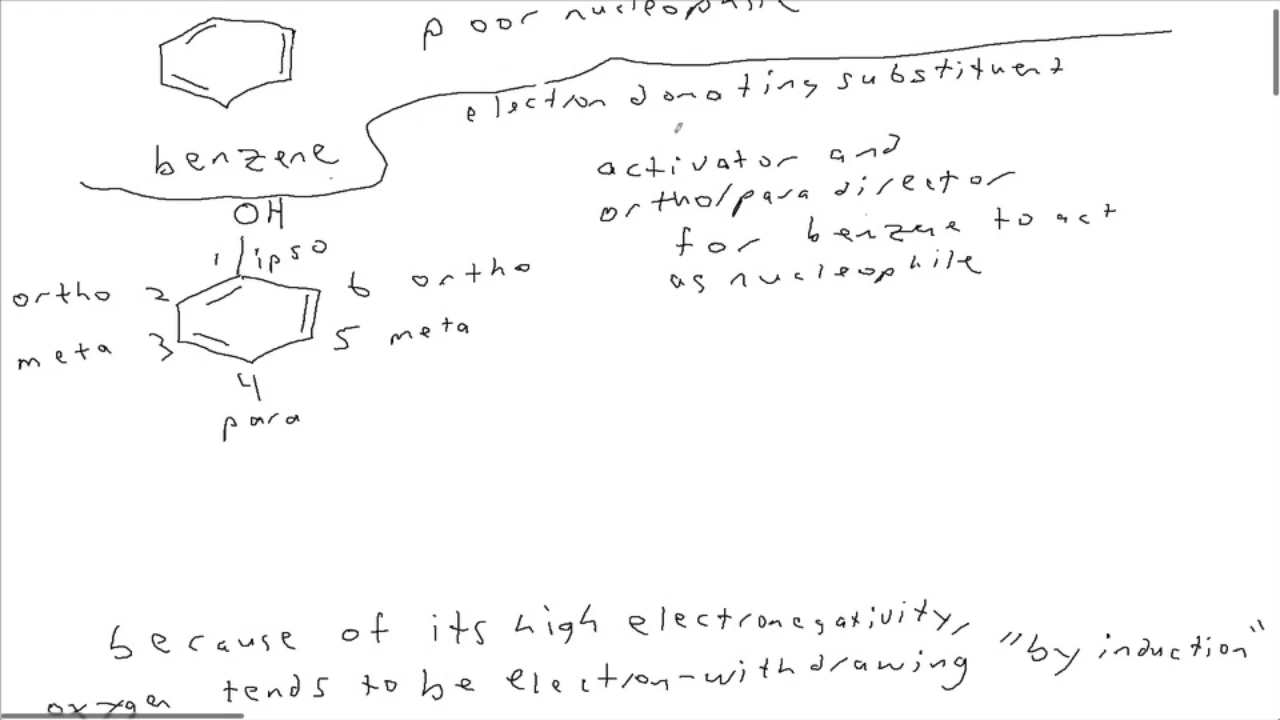 poor nucleophile
electron donating substituent
benzene
activator and
ortho/para director
for benzene to act
as nucleophile
OH
1 ipso
ortho 2 6 ortho
meta 3 5 meta
4
para
because of its high electronegativity,
oxygen tends to be electron-withdrawing "by induction"